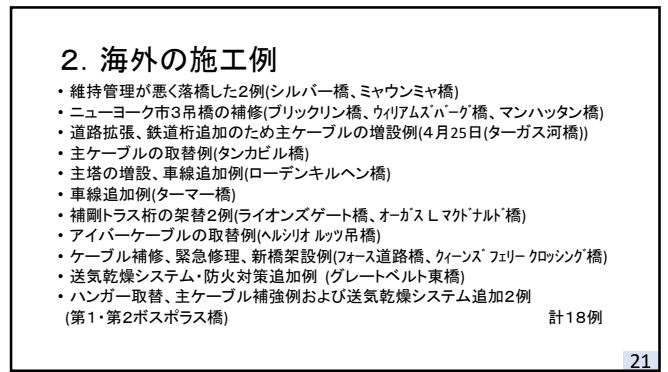 ２．海外の施工例
・維持管理が悪く落橋した２例(シルバー橋、ミャウンミャ橋)
・ニューヨーク市３吊橋の補修(ブリックリン橋、ｳｨﾘｱﾑｽﾞﾊﾞｰｸﾞ橋、マンハッタン橋)
・道路拡張、鉄道桁追加のため主ケーブルの増設例(４月25日(ターガス河橋))
・主ケーブルの取替例(タンカビル橋)
・主塔の増設、車線追加例(ローデンキルヘン橋)
・車線追加例(ターマー橋)
・補剛トラス桁の架替２例(ライオンズゲート橋、ｵｰｶﾞｽ L ﾏｸﾄﾞﾅﾙﾄﾞ橋)
・アイバーケーブルの取替例(ﾍﾙｼﾘｵ ﾙｯﾂ吊橋)
・ケーブル補修、緊急修理、新橋架設例(ﾌｫｰｽ道路橋、ｸｨｰﾝｽﾞ ﾌｪﾘｰ ｸﾛｯｼﾝｸﾞ橋)
・送気乾燥システム・防火対策追加例 (グレートベルト東橋)
・ハンガー取替、主ケーブル補強例および送気乾燥システム追加２例
(第１・第２ボスポラス橋) 計１８例
21